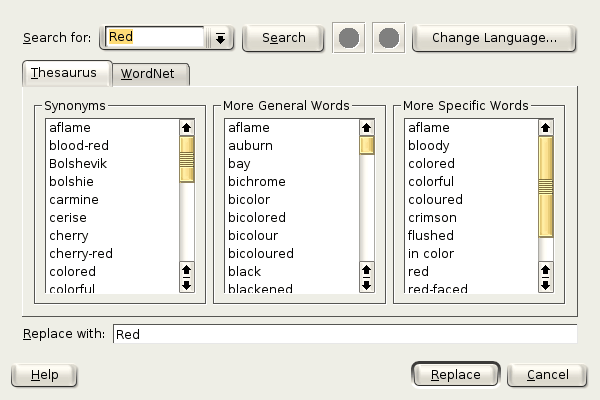 Search for: Red Search Change Language...
Thesaurus WordNet
Synonyms
aflame
blood-red
Bolshevik
bolshie
carmine
cerise
cherry
cherry-red
colored
colorful
More General Words
aflame
auburn
bay
bichrome
bicolor
bicolored
bicolour
bicoloured
black
blackened
More Specific Words
aflame
bloody
colored
colorful
coloured
crimson
flushed
in color
red
red-faced
Replace with: Red
Help Replace Cancel